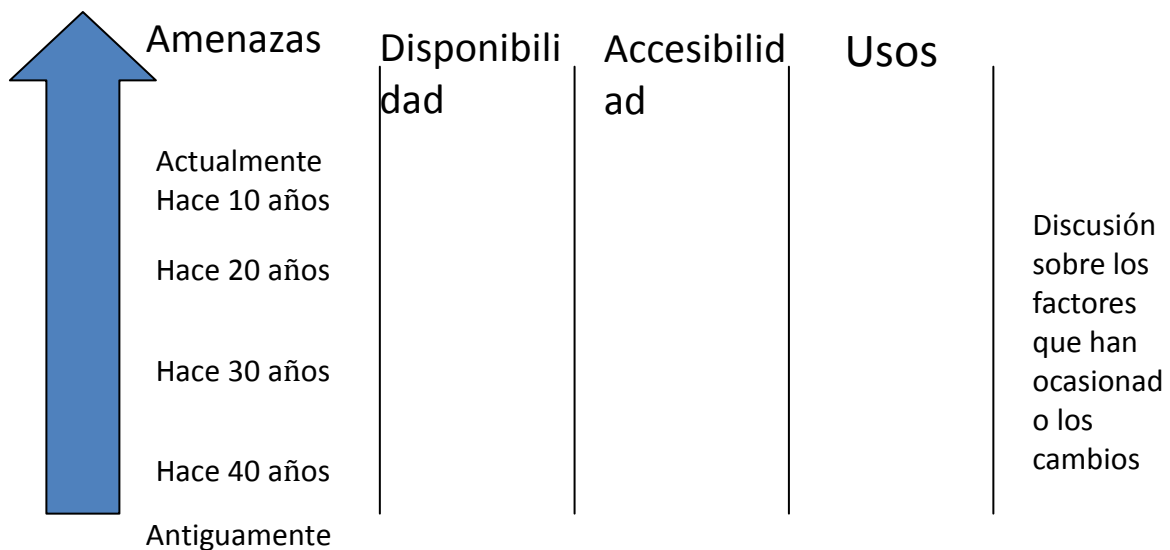 Amenazas
Disponibili
dad
Accesibilid
ad
Usos
Actualmente
Hace 10 años
Hace 20 años
Hace 30 años
Hace 40 años
Antiguamente
Discusión
sobre los
factores
que han
ocasionad
o los
cambios